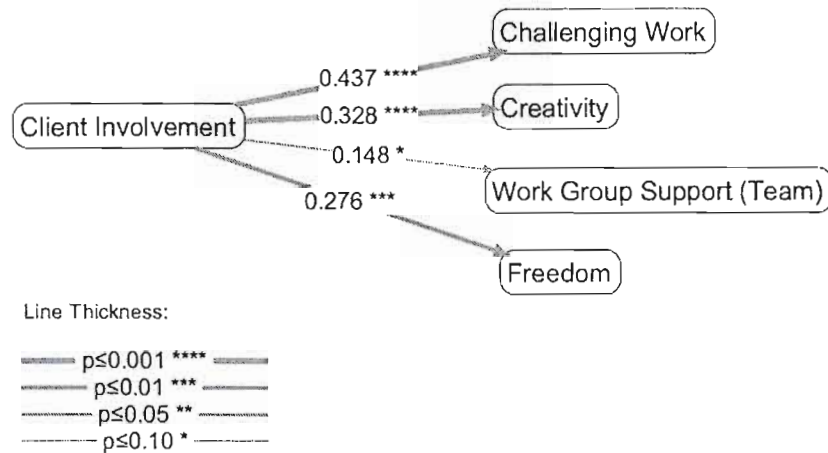 Challenging Work
0.437 ****
Client Involvement
0.328 ****
Creativity
0.148 *
Work Group Support (Team)
0.276 ***
Freedom
Line Thickness:
p≤0.001 ****
p≤0.01 ***
p≤0.05 **
p≤0.10 *